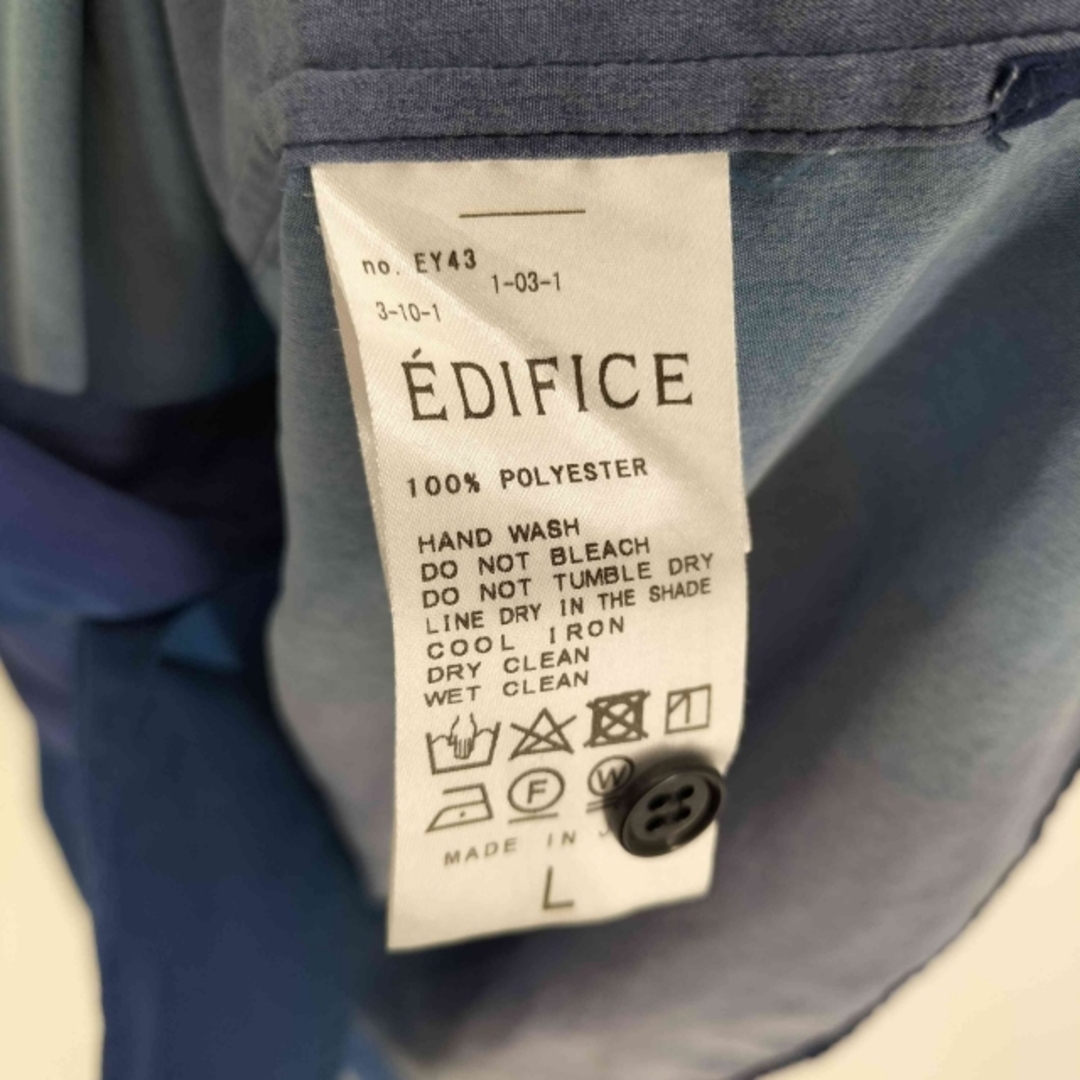 no. EY43
1-03-1
3-10-1
ÉDIFICE
100% POLYESTER
HAND WASH
DO NOT BLEACH
DO NOT TUMBLE DRY
LINE DRY IN THE SHADE
COOL IRON
DRY CLEAN
WET CLEAN
F W
MADE IN
L